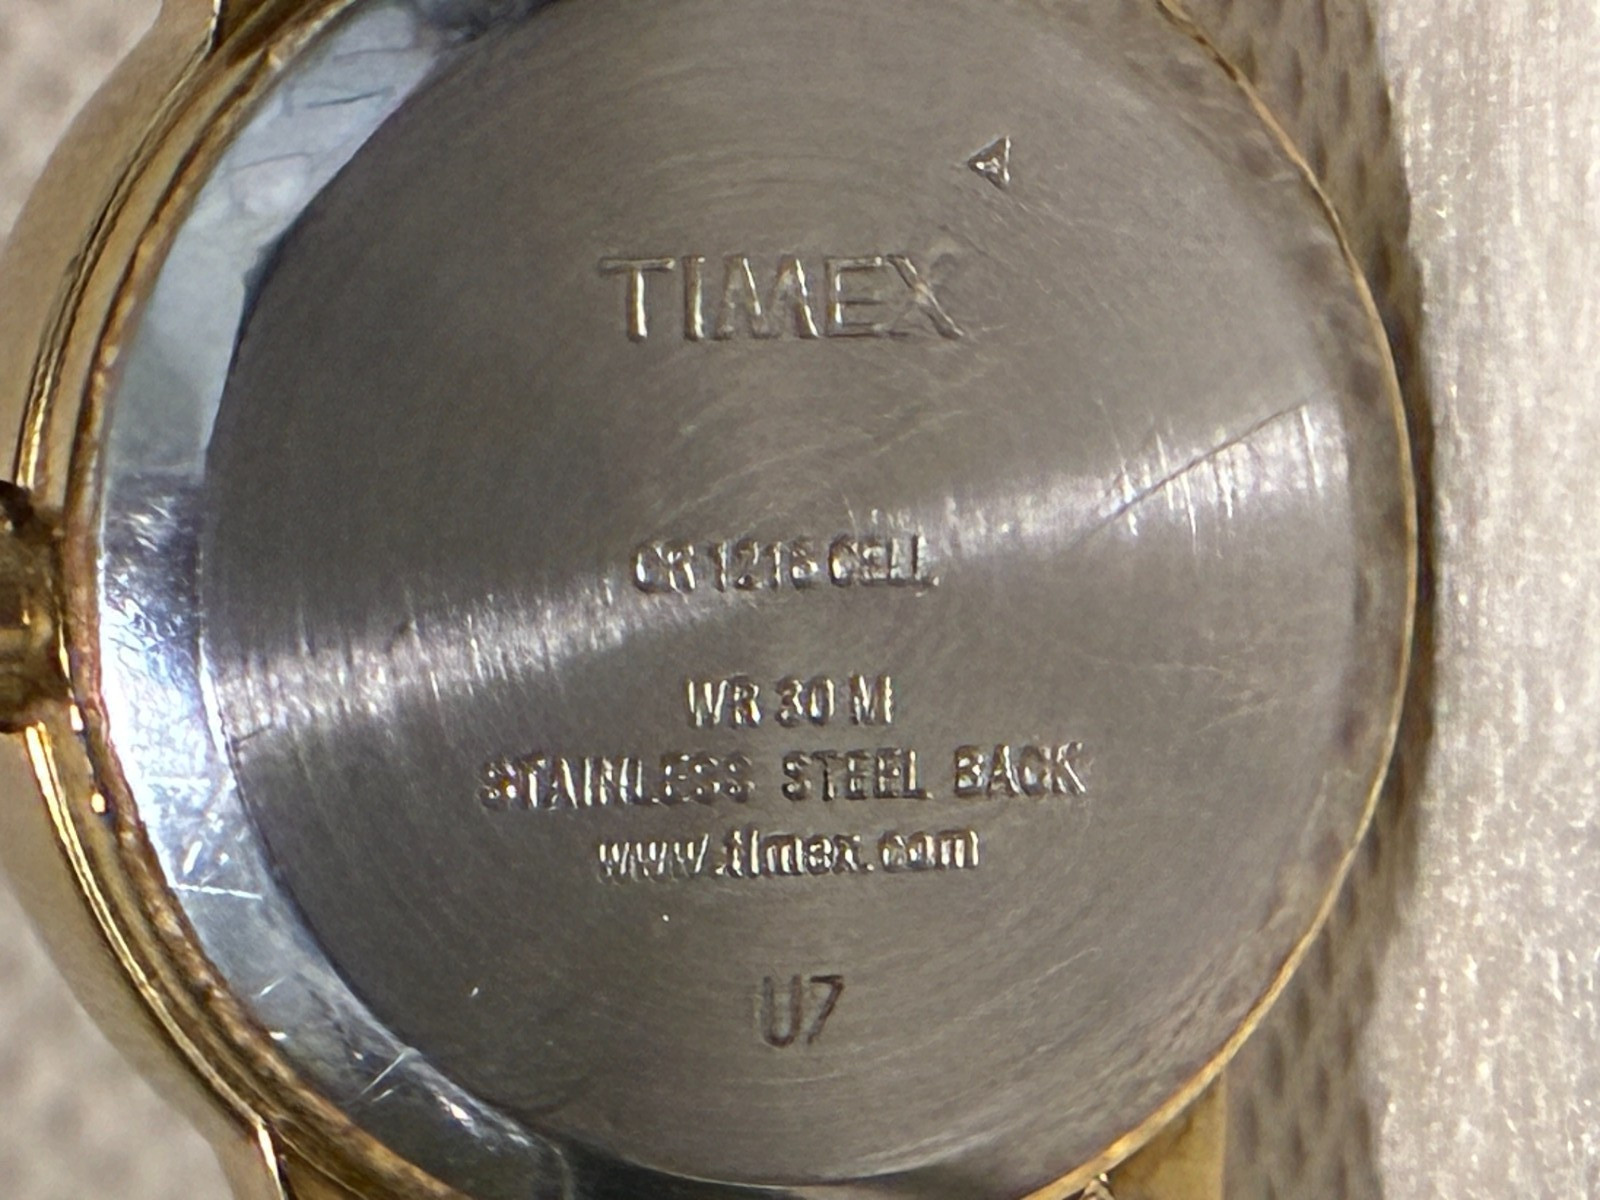 TIMEX
CR 1216 CELL
WR 30 M
STAINLESS STEEL BACK
www.timex.com
U7